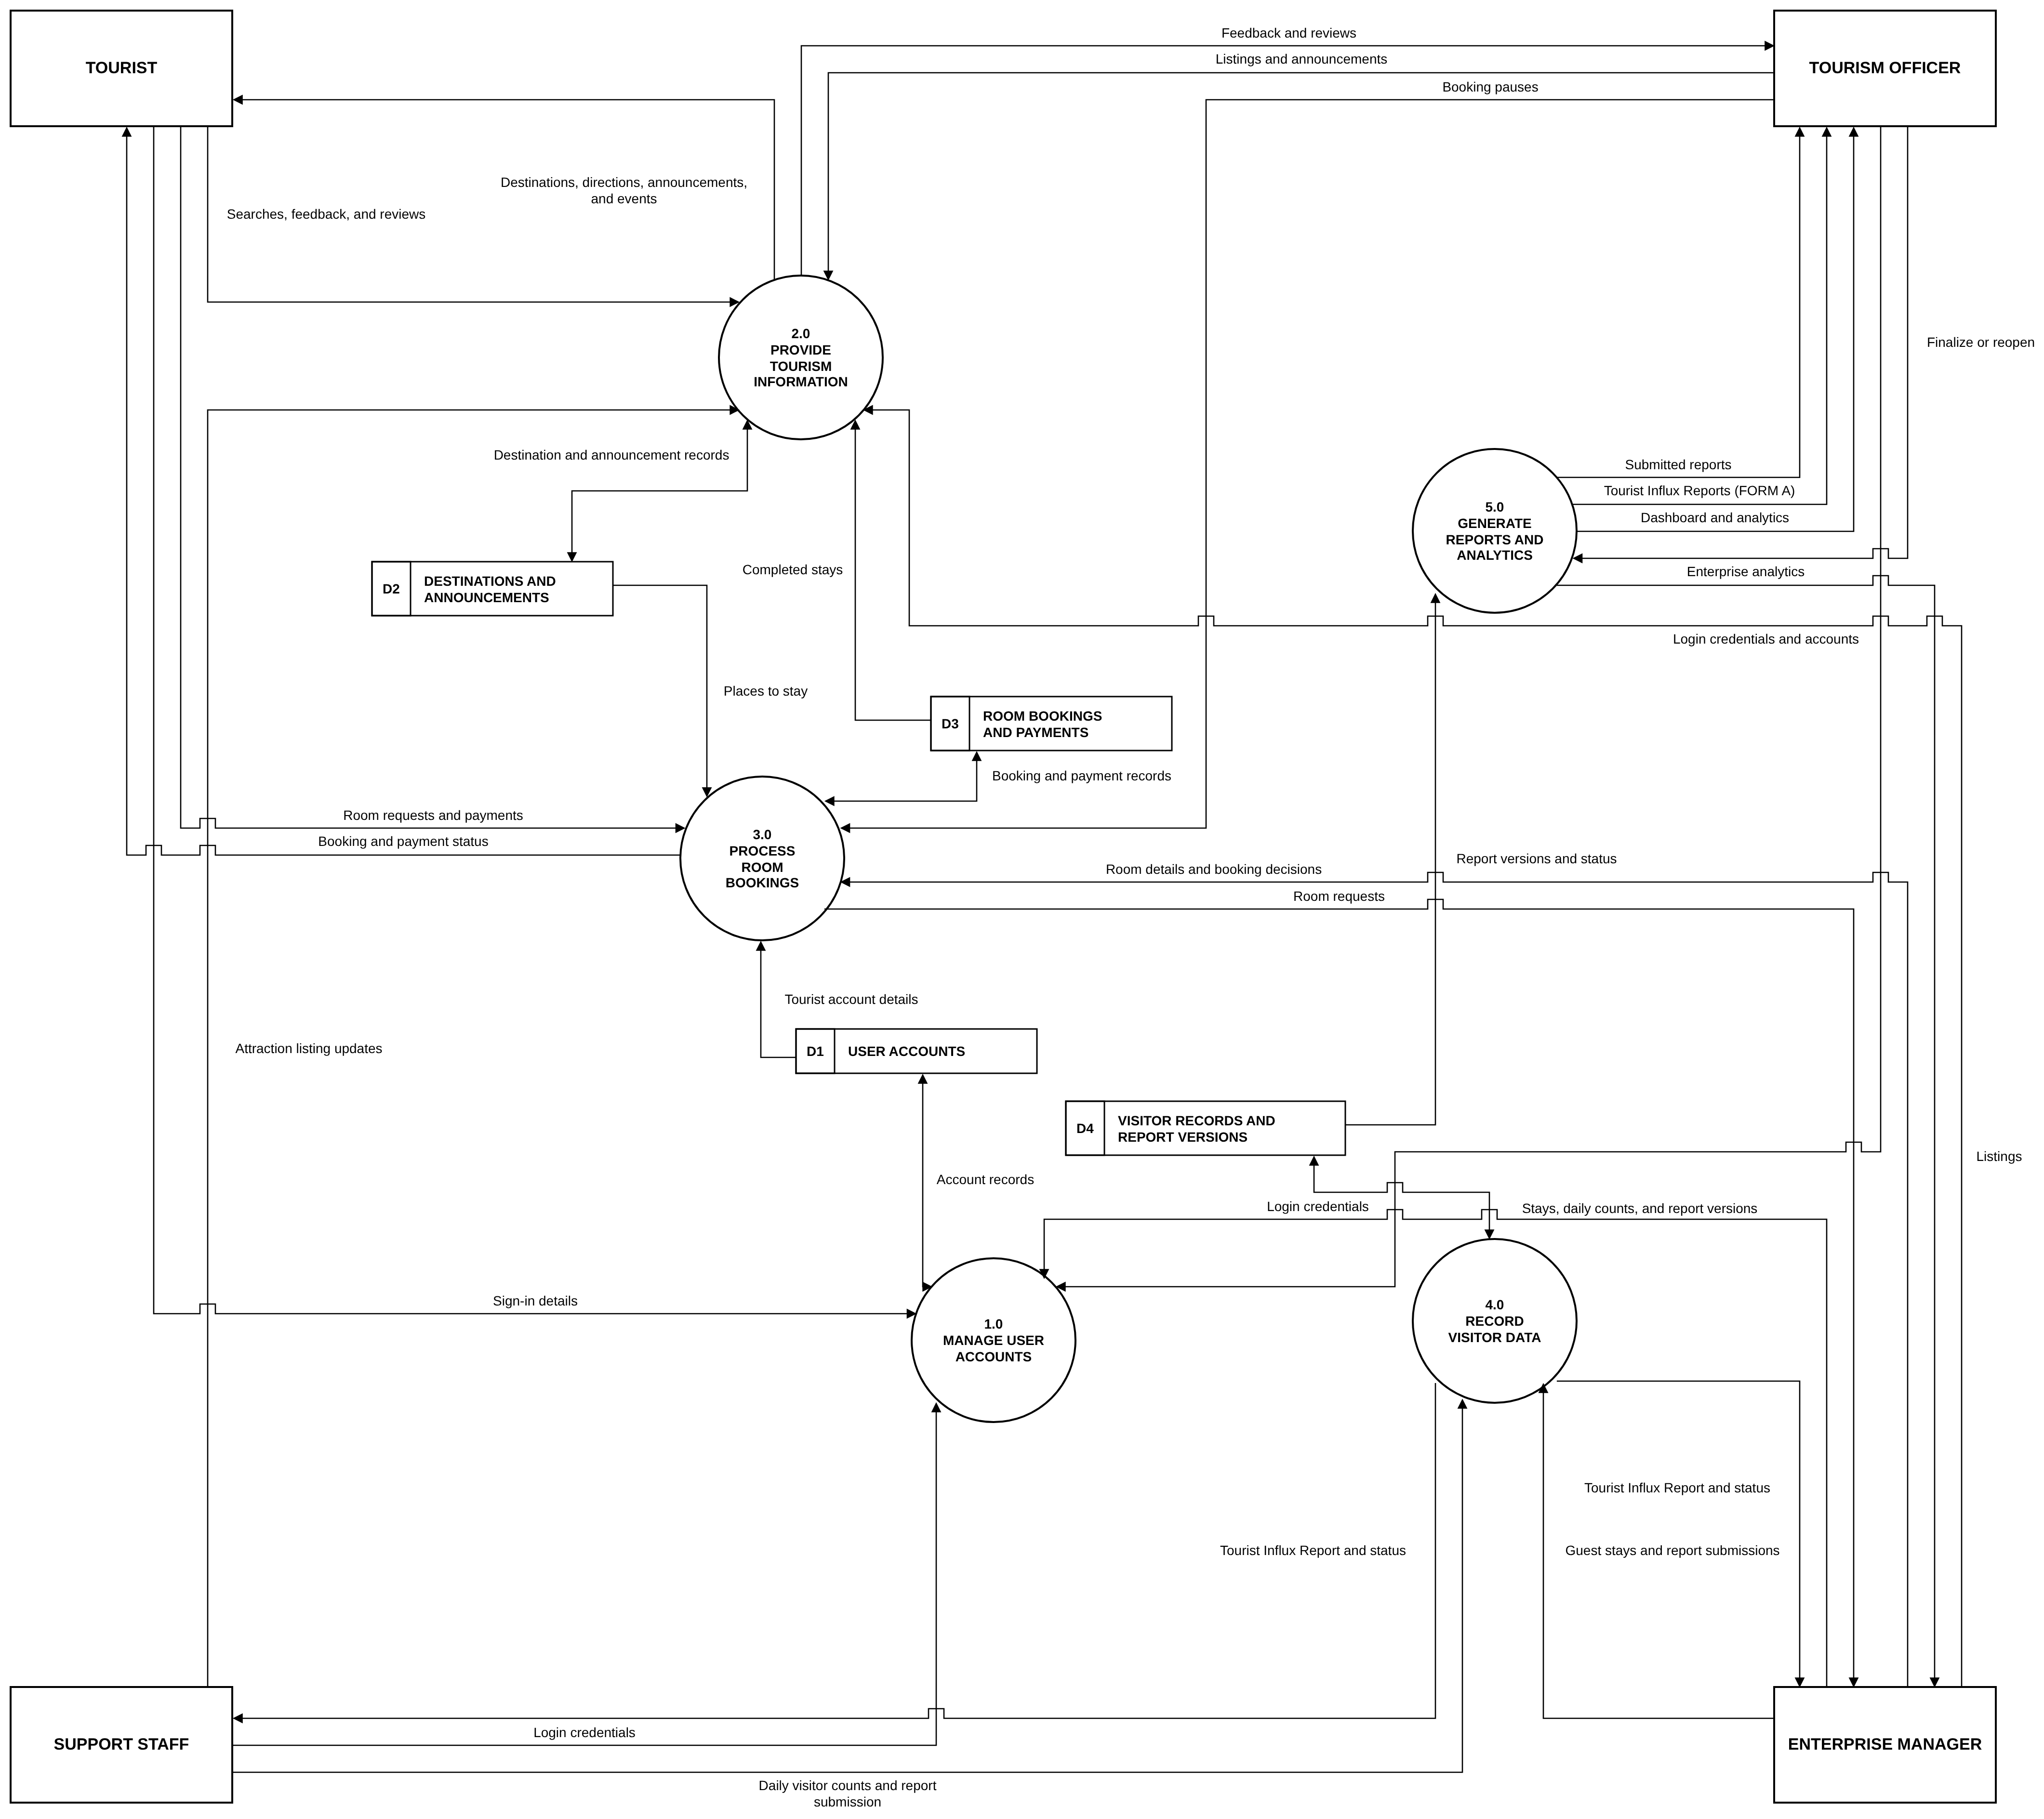 Feedback and reviews
TOURIST
TOURISM OFFICER
Listings and announcements
Booking pauses
Destinations, directions, announcements,
and events
Searches, feedback, and reviews
2.0
PROVIDE
TOURISM
INFORMATION
Finalize or reopen
Destination and announcement records
Submitted reports
Tourist Influx Reports (FORM A)
Dashboard and analytics
5.0
GENERATE
REPORTS AND
ANALYTICS
Completed stays
Enterprise analytics
D2
DESTINATIONS AND
ANNOUNCEMENTS
Login credentials and accounts
Places to stay
D3
ROOM BOOKINGS
AND PAYMENTS
Booking and payment records
Room requests and payments
Booking and payment status
3.0
PROCESS
ROOM
BOOKINGS
Report versions and status
Room details and booking decisions
Room requests
Tourist account details
Attraction listing updates
D1
USER ACCOUNTS
D4
VISITOR RECORDS AND
REPORT VERSIONS
Listings
Account records
Login credentials
Stays, daily counts, and report versions
Sign-in details
1.0
MANAGE USER
ACCOUNTS
4.0
RECORD
VISITOR DATA
Tourist Influx Report and status
Tourist Influx Report and status
Guest stays and report submissions
SUPPORT STAFF
Login credentials
ENTERPRISE MANAGER
Daily visitor counts and report
submission